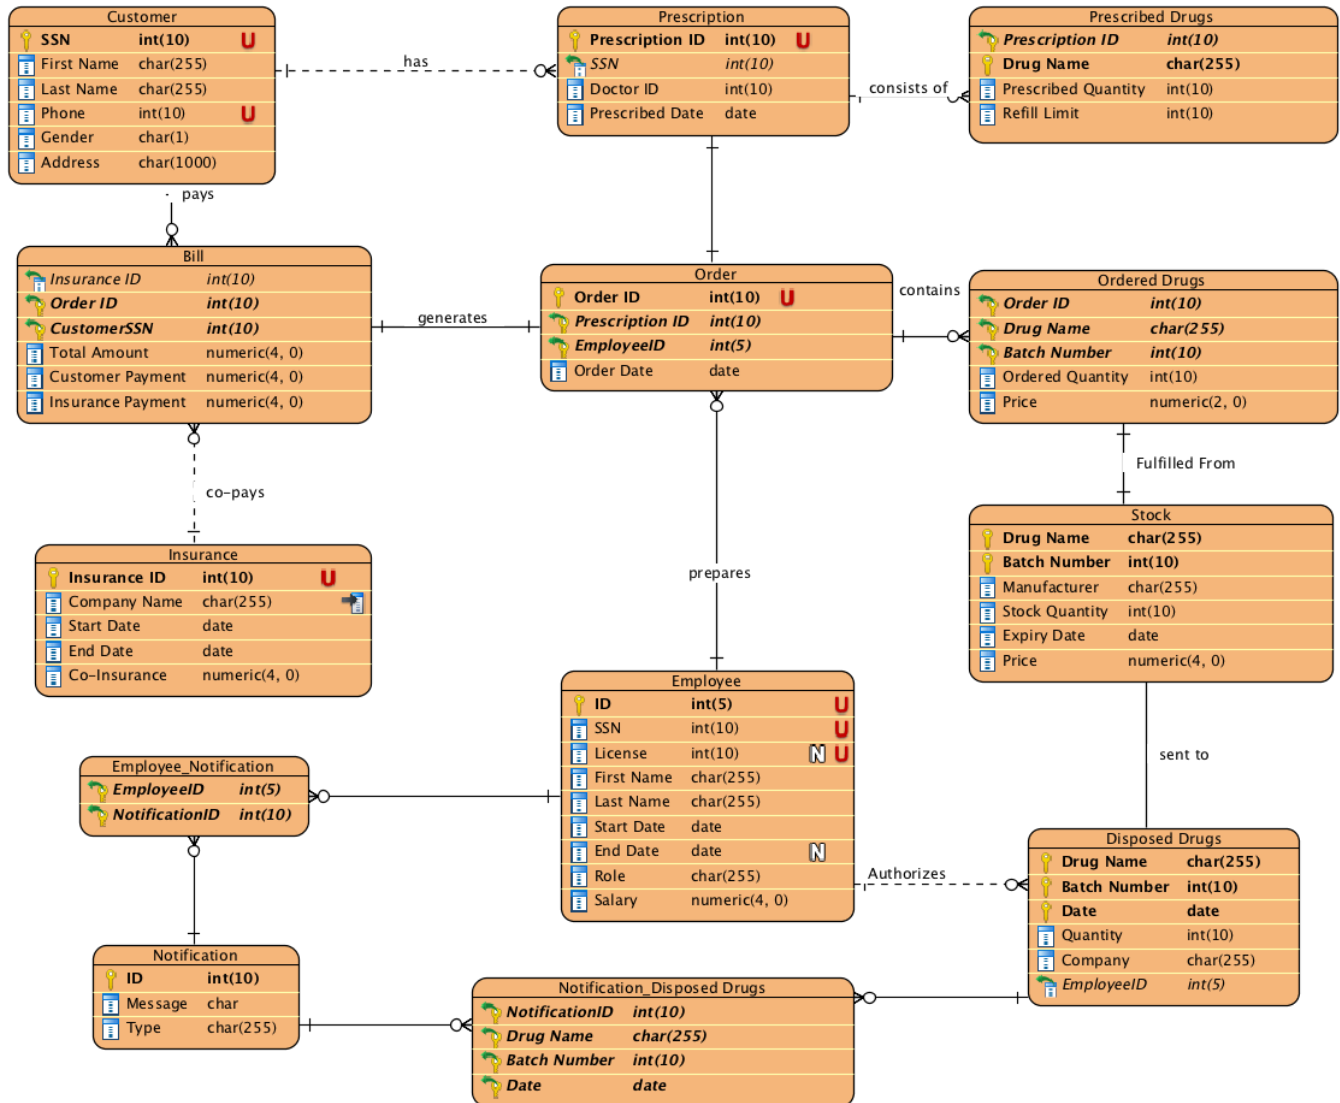 Customer
SSN int(10) U
First Name char(255)
Last Name char(255)
Phone int(10) U
Gender char(1)
Address char(1000)
has
Prescription
Prescription ID int(10) U
SSN int(10)
Doctor ID int(10)
Prescribed Date date
consists of
Prescribed Drugs
Prescription ID int(10)
Drug Name char(255)
Prescribed Quantity int(10)
Refill Limit int(10)
pays
Bill
Insurance ID int(10)
Order ID int(10)
CustomerSSN int(10)
Total Amount numeric(4, 0)
Customer Payment numeric(4, 0)
Insurance Payment numeric(4, 0)
generates
Order
Order ID int(10) U
Prescription ID int(10)
EmployeeID int(5)
Order Date date
contains
Ordered Drugs
Order ID int(10)
Drug Name char(255)
Batch Number int(10)
Ordered Quantity int(10)
Price numeric(2, 0)
Fulfilled From
co-pays
Insurance
Insurance ID int(10) U
Company Name char(255)
Start Date date
End Date date
Co-Insurance numeric(4, 0)
prepares
Stock
Drug Name char(255)
Batch Number int(10)
Manufacturer char(255)
Stock Quantity int(10)
Expiry Date date
Price numeric(4, 0)
sent to
Employee
ID int(5) U
SSN int(10) U
License int(10) N U
First Name char(255)
Last Name char(255)
Start Date date
End Date date N
Role char(255)
Salary numeric(4, 0)
Authorizes
Employee_Notification
EmployeeID int(5)
NotificationID int(10)
Disposed Drugs
Drug Name char(255)
Batch Number int(10)
Date date
Quantity int(10)
Company char(255)
EmployeeID int(5)
Notification
ID int(10)
Message char
Type char(255)
Notification_Disposed Drugs
NotificationID int(10)
Drug Name char(255)
Batch Number int(10)
Date date